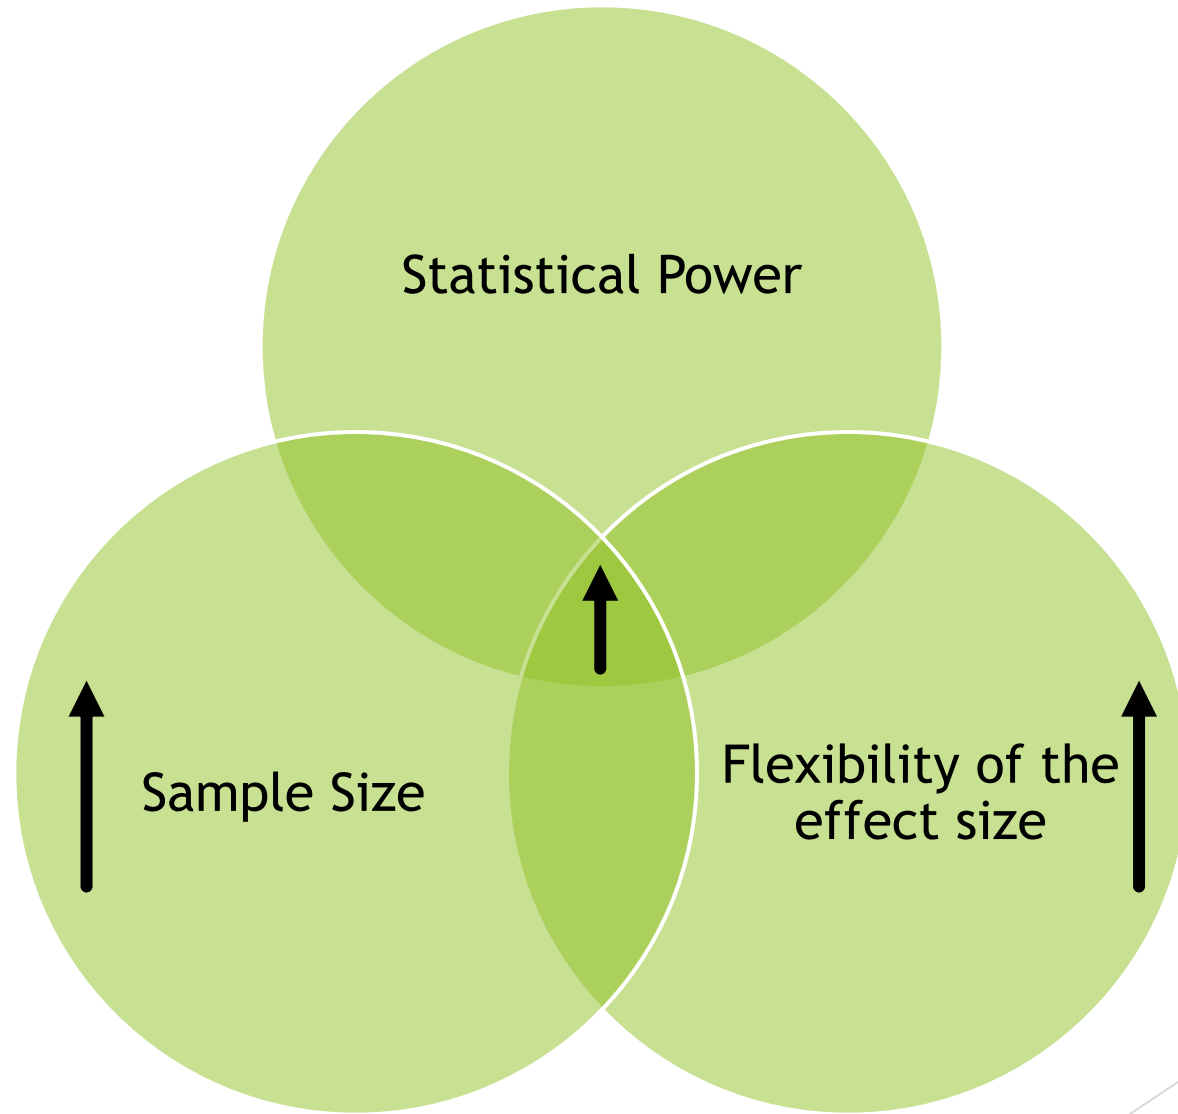 Statistical Power
Sample Size
Flexibility of the
effect size